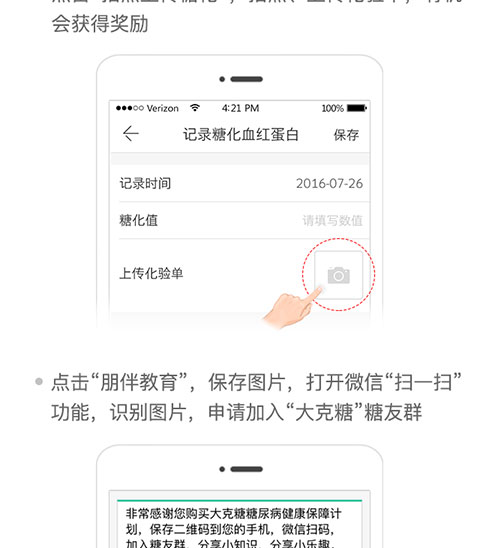 会获得奖励
●●●○○ Verizon 4:21 PM 100%
记录糖化血红蛋白 保存
记录时间 2016-07-26
糖化值 请填写数值
上传化验单
点击“朋伴教育”，保存图片，打开微信“扫一扫”
功能，识别图片，申请加入“大克糖”糖友群
非常感谢您购买大克糖糖尿病健康保障计
划，保存二维码到您的手机，微信扫码，
加入糖友群，分享小知识，分享小乐趣，